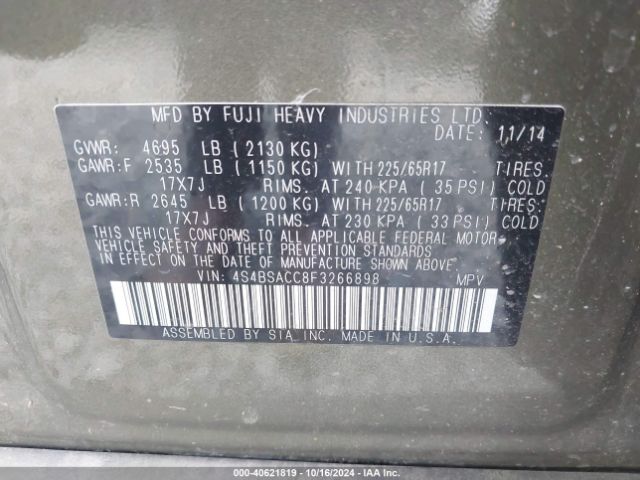 MFD BY FUJI HEAVY INDUSTRIES LTD.
DATE: 11/14
GVWR: 4695 LB (2130 KG)
GAWR:F 2535 LB (1150 KG) WITH 225/65R17 TIRES
17X7J RIMS. AT 240 KPA (35 PSI) COLD
GAWR:R 2645 LB (1200 KG) WITH 225/65R17 TIRES
17X7J RIMS. AT 230 KPA (33 PSI) COLD
THIS VEHICLE CONFORMS TO ALL APPLICABLE FEDERAL MOTOR
VEHICLE SAFETY AND THEFT PREVENTION STANDARDS
IN EFFECT ON THE DATE OF MANUFACTURE SHOWN ABOVE.
VIN: 4S4BSACC8F3266898 MPV
ASSEMBLED BY SIA INC. MADE IN U.S.A.
000-40621819 - 10/16/2024 - IAA Inc.